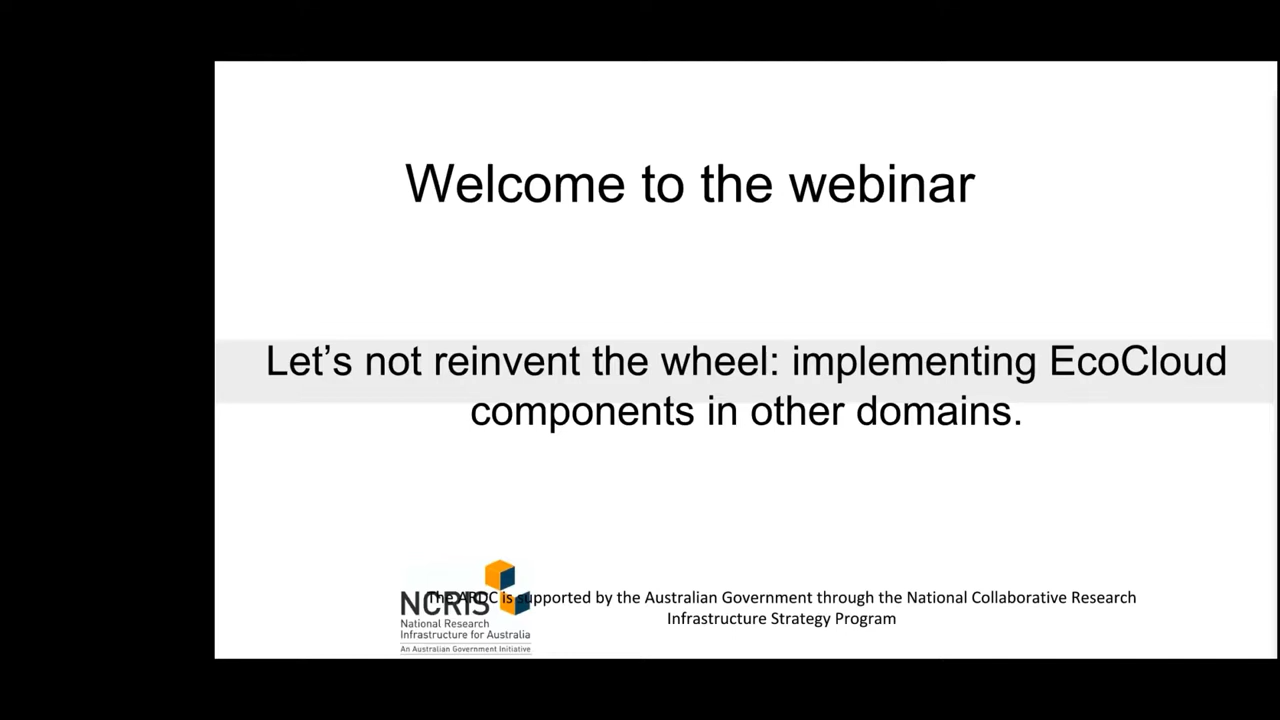 Welcome to the webinar
Let’s not reinvent the wheel: implementing EcoCloud
components in other domains.
The ARDC is supported by the Australian Government through the National Collaborative Research
Infrastructure Strategy Program
NCRIS
National Research
Infrastructure for Australia
An Australian Government Initiative